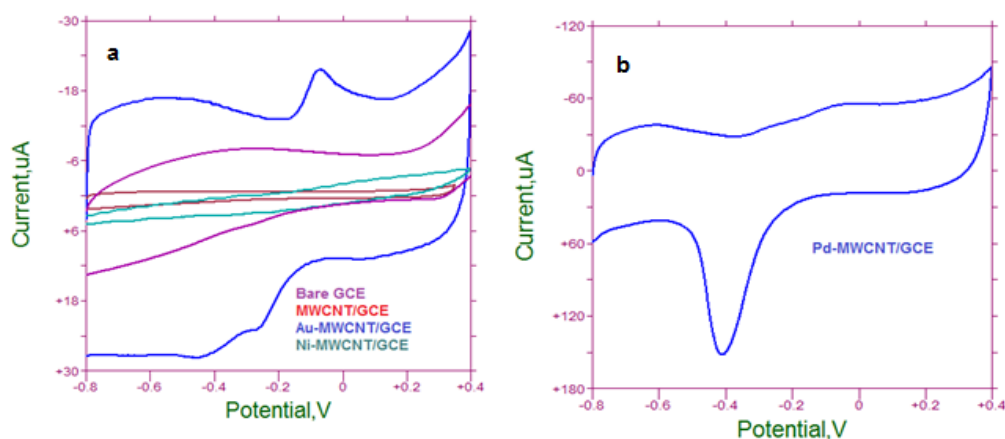 a
-30
-18
-6
+6
+18
+30
Current,uA
Bare GCE
MWCNT/GCE
Au-MWCNT/GCE
Ni-MWCNT/GCE
-0.8
-0.6
-0.4
-0.2
0
+0.2
+0.4
Potential,V
b
-120
-60
0
+60
+120
+180
Current,uA
Pd-MWCNT/GCE
-0.8
-0.6
-0.4
-0.2
0
+0.2
+0.4
Potential,V